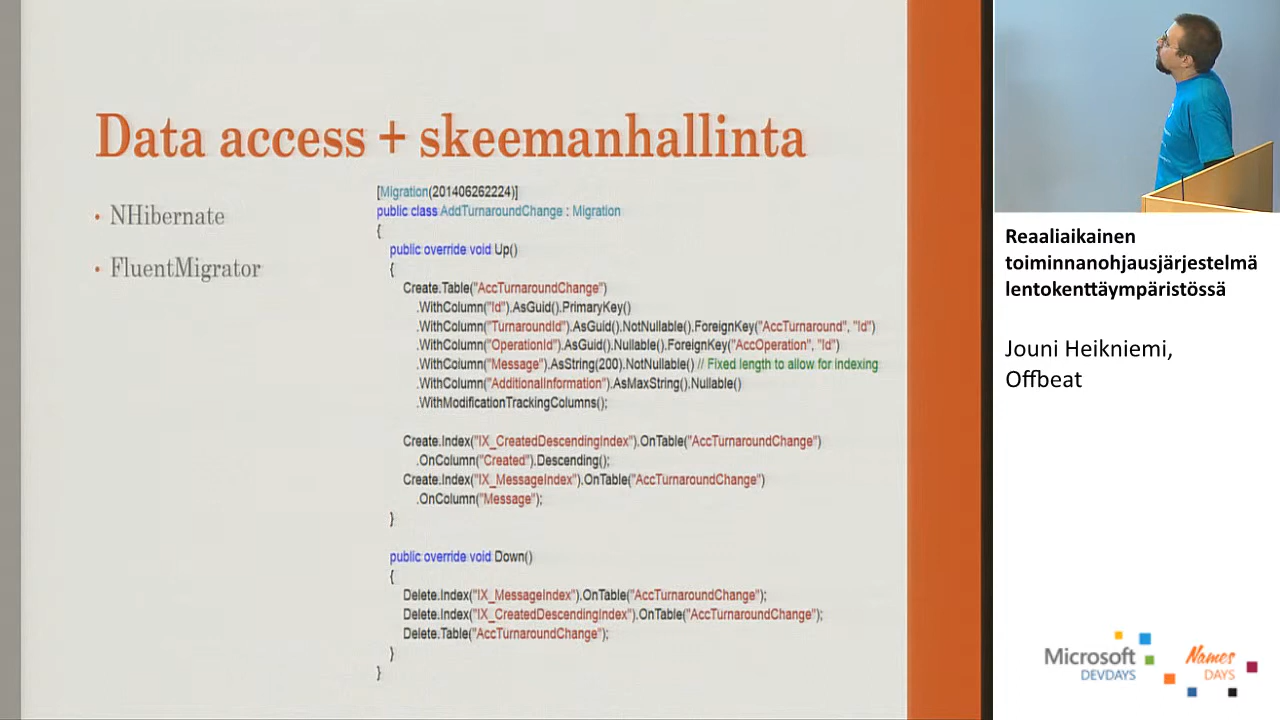 Data access + skeemanhallinta
• NHibernate
• FluentMigrator
[Migration(201406262224)]
public class AddTurnaroundChange : Migration
{
public override void Up()
{
Create.Table("AccTurnaroundChange")
.WithColumn("Id").AsGuid().PrimaryKey()
.WithColumn("TurnaroundId").AsGuid().NotNullable().ForeignKey("AccTurnaround", "Id")
.WithColumn("OperationId").AsGuid().Nullable().ForeignKey("AccOperation", "Id")
.WithColumn("Message").AsString(200).NotNullable() // Fixed length to allow for indexing
.WithColumn("AdditionalInformation").AsMaxString().Nullable()
.WithModificationTrackingColumns();
Create.Index("IX_CreatedDescendingIndex").OnTable("AccTurnaroundChange")
.OnColumn("Created").Descending();
Create.Index("IX_MessageIndex").OnTable("AccTurnaroundChange")
.OnColumn("Message");
}
public override void Down()
{
Delete.Index("IX_MessageIndex").OnTable("AccTurnaroundChange");
Delete.Index("IX_CreatedDescendingIndex").OnTable("AccTurnaroundChange");
Delete.Table("AccTurnaroundChange");
}
}
Reaaliaikainen
toiminnanohjausjärjestelmä
lentokenttäympäristössä
Jouni Heikniemi,
Offbeat
Microsoft
DEVDAYS
Names
DAYS